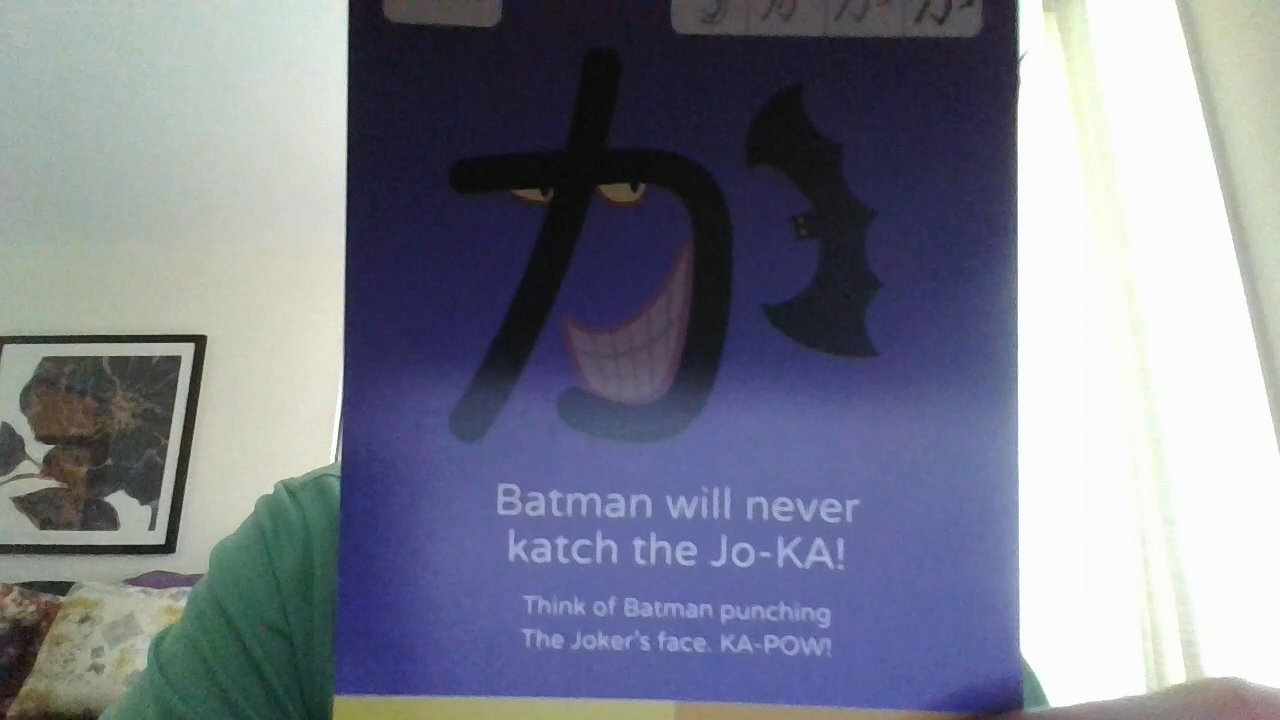 か
Batman will never
katch the Jo-KA!
Think of Batman punching
The Joker's face. KA-POW!